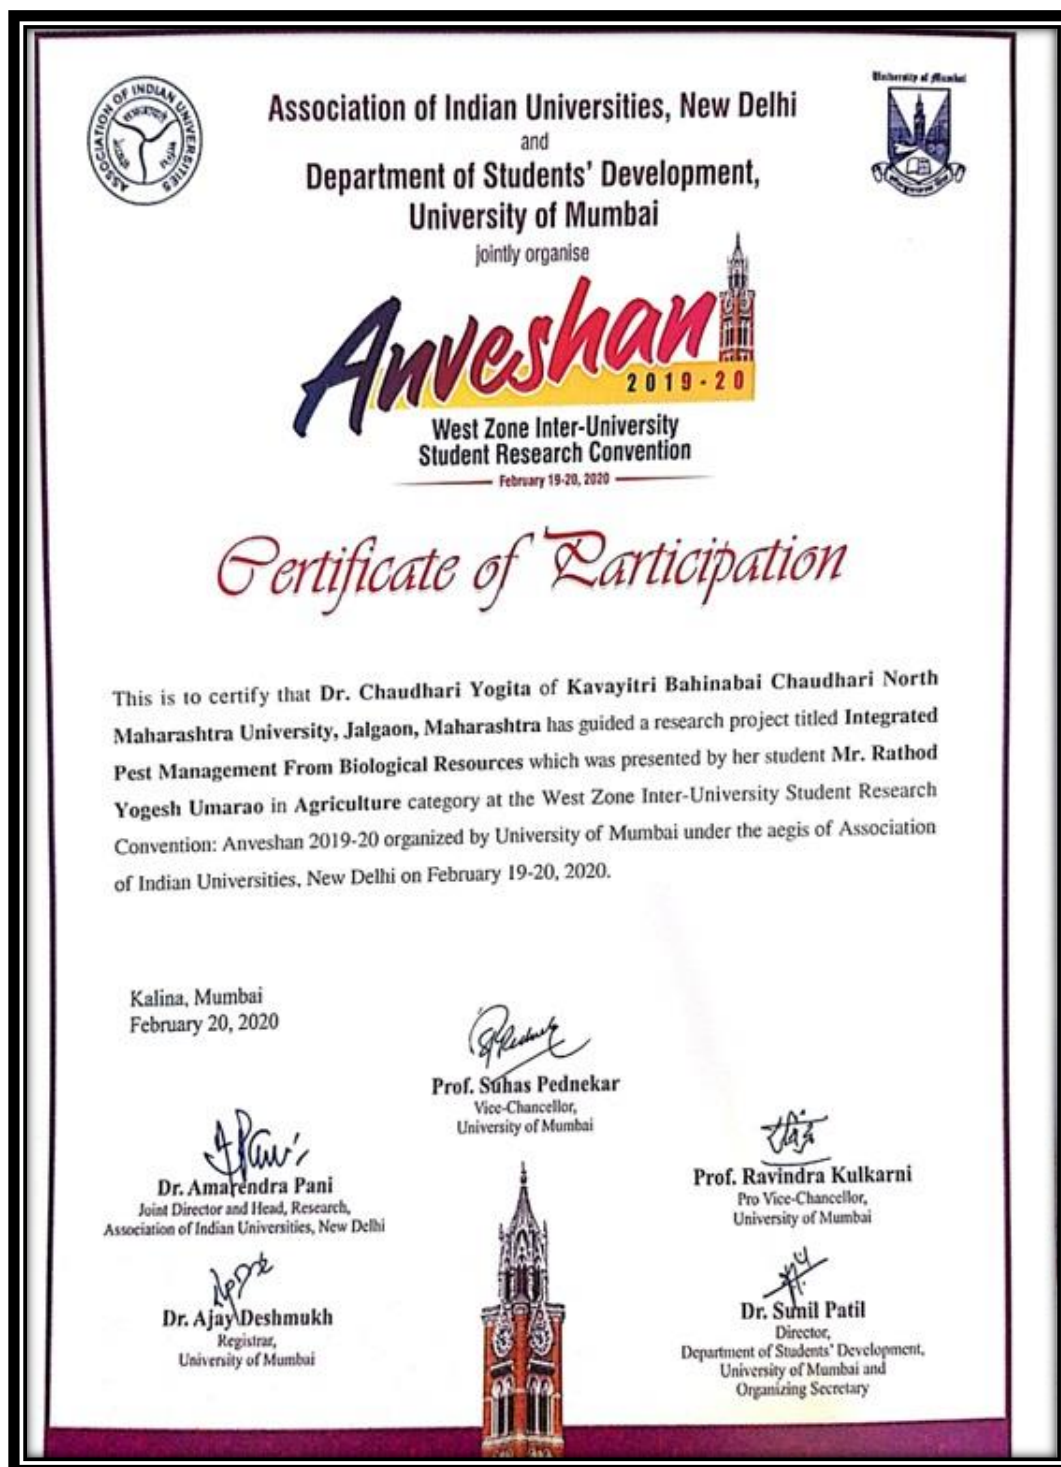 ASSOCIATION OF INDIAN UNIVERSITIES
University of Mumbai
Association of Indian Universities, New Delhi
and
Department of Students' Development,
University of Mumbai
jointly organise
Anveshan
2019-20
West Zone Inter-University
Student Research Convention
February 19-20, 2020
Certificate of Participation
This is to certify that Dr. Chaudhari Yogita of Kavayitri Bahinabai Chaudhari North
Maharashtra University, Jalgaon, Maharashtra has guided a research project titled Integrated
Pest Management From Biological Resources which was presented by her student Mr. Rathod
Yogesh Umarao in Agriculture category at the West Zone Inter-University Student Research
Convention: Anveshan 2019-20 organized by University of Mumbai under the aegis of Association
of Indian Universities, New Delhi on February 19-20, 2020.
Kalina, Mumbai
February 20, 2020
Prof. Suhas Pednekar
Vice-Chancellor,
University of Mumbai
Dr. Amarendra Pani
Joint Director and Head, Research,
Association of Indian Universities, New Delhi
Prof. Ravindra Kulkarni
Pro Vice-Chancellor,
University of Mumbai
Dr. Ajay Deshmukh
Registrar,
University of Mumbai
Dr. Sunil Patil
Director,
Department of Students' Development,
University of Mumbai and
Organizing Secretary